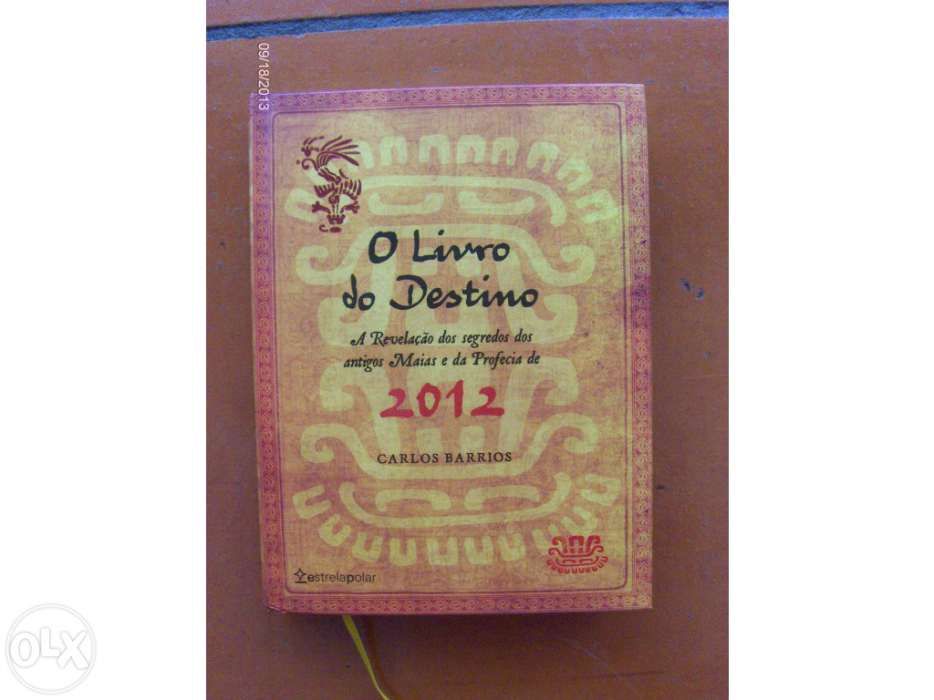 09/18/2013
O Livro
do Destino
A Revelação dos segredos dos
antigos Maias e da Profecia de
2012
CARLOS BARRIOS
estrelapolar
OLX